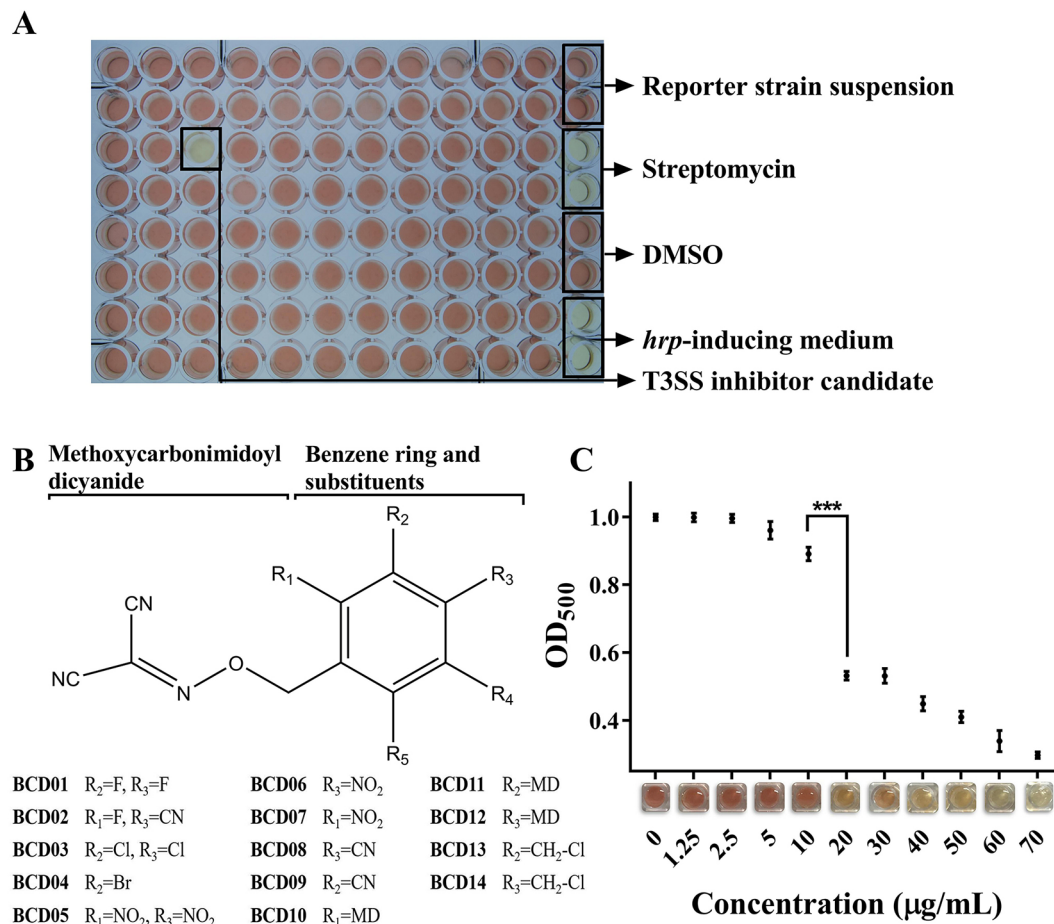 A
Reporter strain suspension
Streptomycin
DMSO
hrp-inducing medium
T3SS inhibitor candidate
B
Methoxycarbonimidoyl
dicyanide
Benzene ring and
substituents
R2
R1
R3
CN
O
NC
N
R4
R5
BCD01 R2=F, R3=F
BCD02 R1=F, R3=CN
BCD03 R2=Cl, R3=Cl
BCD04 R2=Br
BCD05 R1=NO2, R3=NO2
BCD06 R3=NO2
BCD07 R1=NO2
BCD08 R3=CN
BCD09 R2=CN
BCD10 R1=MD
BCD11 R2=MD
BCD12 R3=MD
BCD13 R2=CH2-Cl
BCD14 R3=CH2-Cl
C
***
1.0
0.8
0.6
0.4
OD500
0 1.25 2.5 5 10 20 30 40 50 60 70
Concentration (μg/mL)